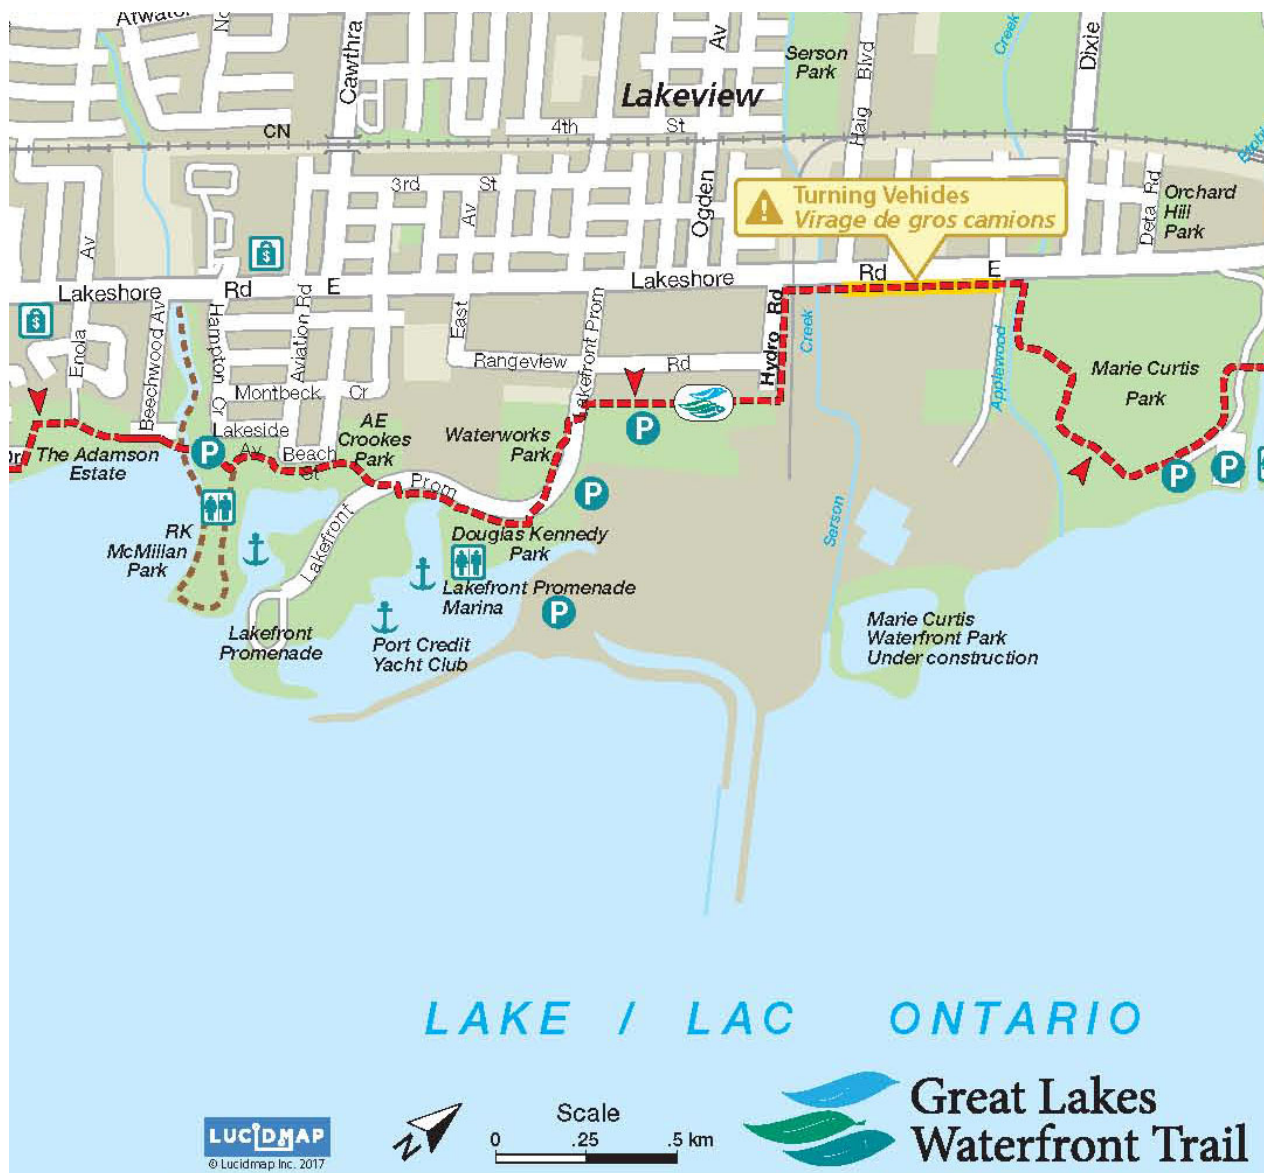 Atwater
No
Cawthra
Av
Serson
Park
Haig Blvd
Creek
Dixie
Lakeview
CN
4th St
3rd St
Av
Av
Ogden
Turning Vehides
Virage de gros camions
Deta Rd
Orchard
Hill
Park
Etobi
Lakeshore Rd E Lakeshore Rd E
Enola
Beechwood Av
Hampton Cr
Aviation Rd
East
Lakefront Prom
Hydro Rd
Creek
Applewood
Rangeview Rd
Montbeck Cr
Marie Curtis
Park
Lakeside
Av
Beach
St
AE
Crookes
Park
Waterworks
Park
P
Dr
The Adamson
Estate
P
P
P
P
Prom
Lakefront
Serson
RK
McMillan
Park
Douglas Kennedy
Park
Lakefront Promenade
Marina
P
Lakefront
Promenade
Port Credit
Yacht Club
Marie Curtis
Waterfront Park
Under construction
LAKE / LAC ONTARIO
LUCIDMAP
© Lucidmap Inc. 2017
N
Scale
0 .25 .5 km
Great Lakes
Waterfront Trail